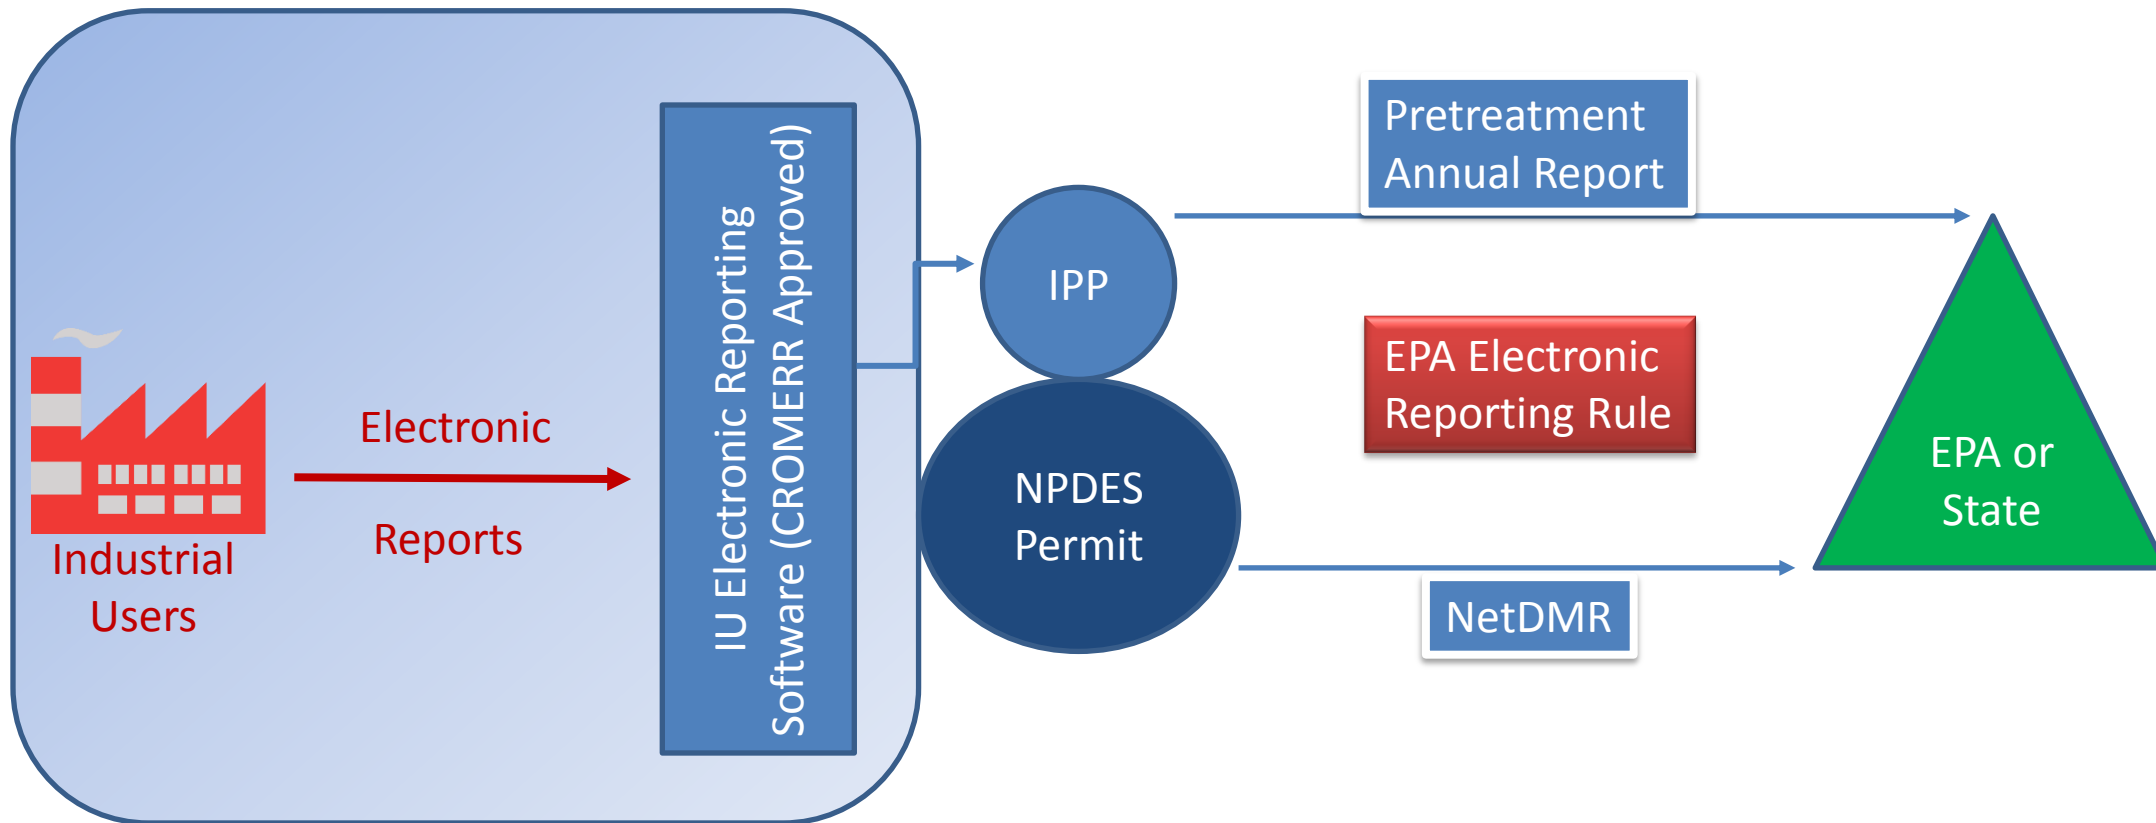 Industrial
Users
Electronic
Reports
IU Electronic Reporting
Software (CROMERR Approved)
IPP
NPDES
Permit
Pretreatment
Annual Report
EPA Electronic
Reporting Rule
NetDMR
EPA or
State